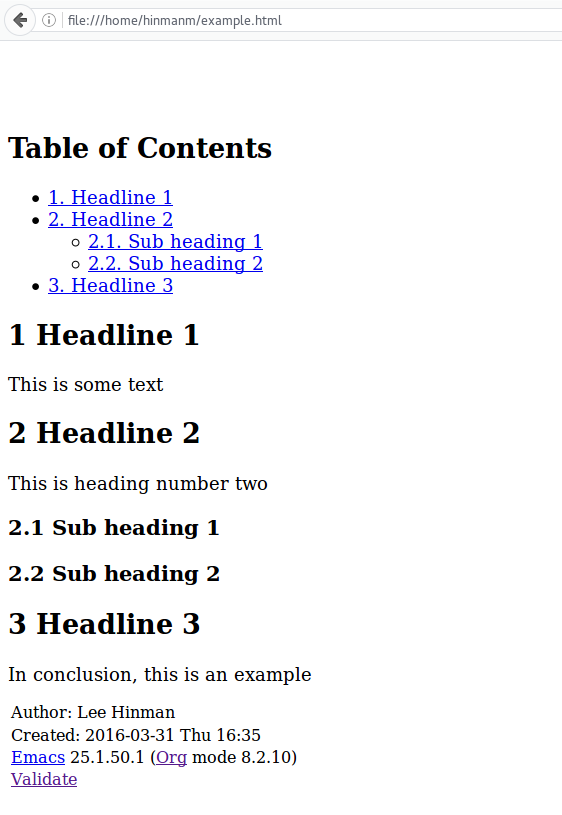 file:///home/hinmanm/example.html
Table of Contents
1. Headline 1
2. Headline 2
2.1. Sub heading 1
2.2. Sub heading 2
3. Headline 3
1 Headline 1
This is some text
2 Headline 2
This is heading number two
2.1 Sub heading 1
2.2 Sub heading 2
3 Headline 3
In conclusion, this is an example
Author: Lee Hinman
Created: 2016-03-31 Thu 16:35
Emacs 25.1.50.1 (Org mode 8.2.10)
Validate